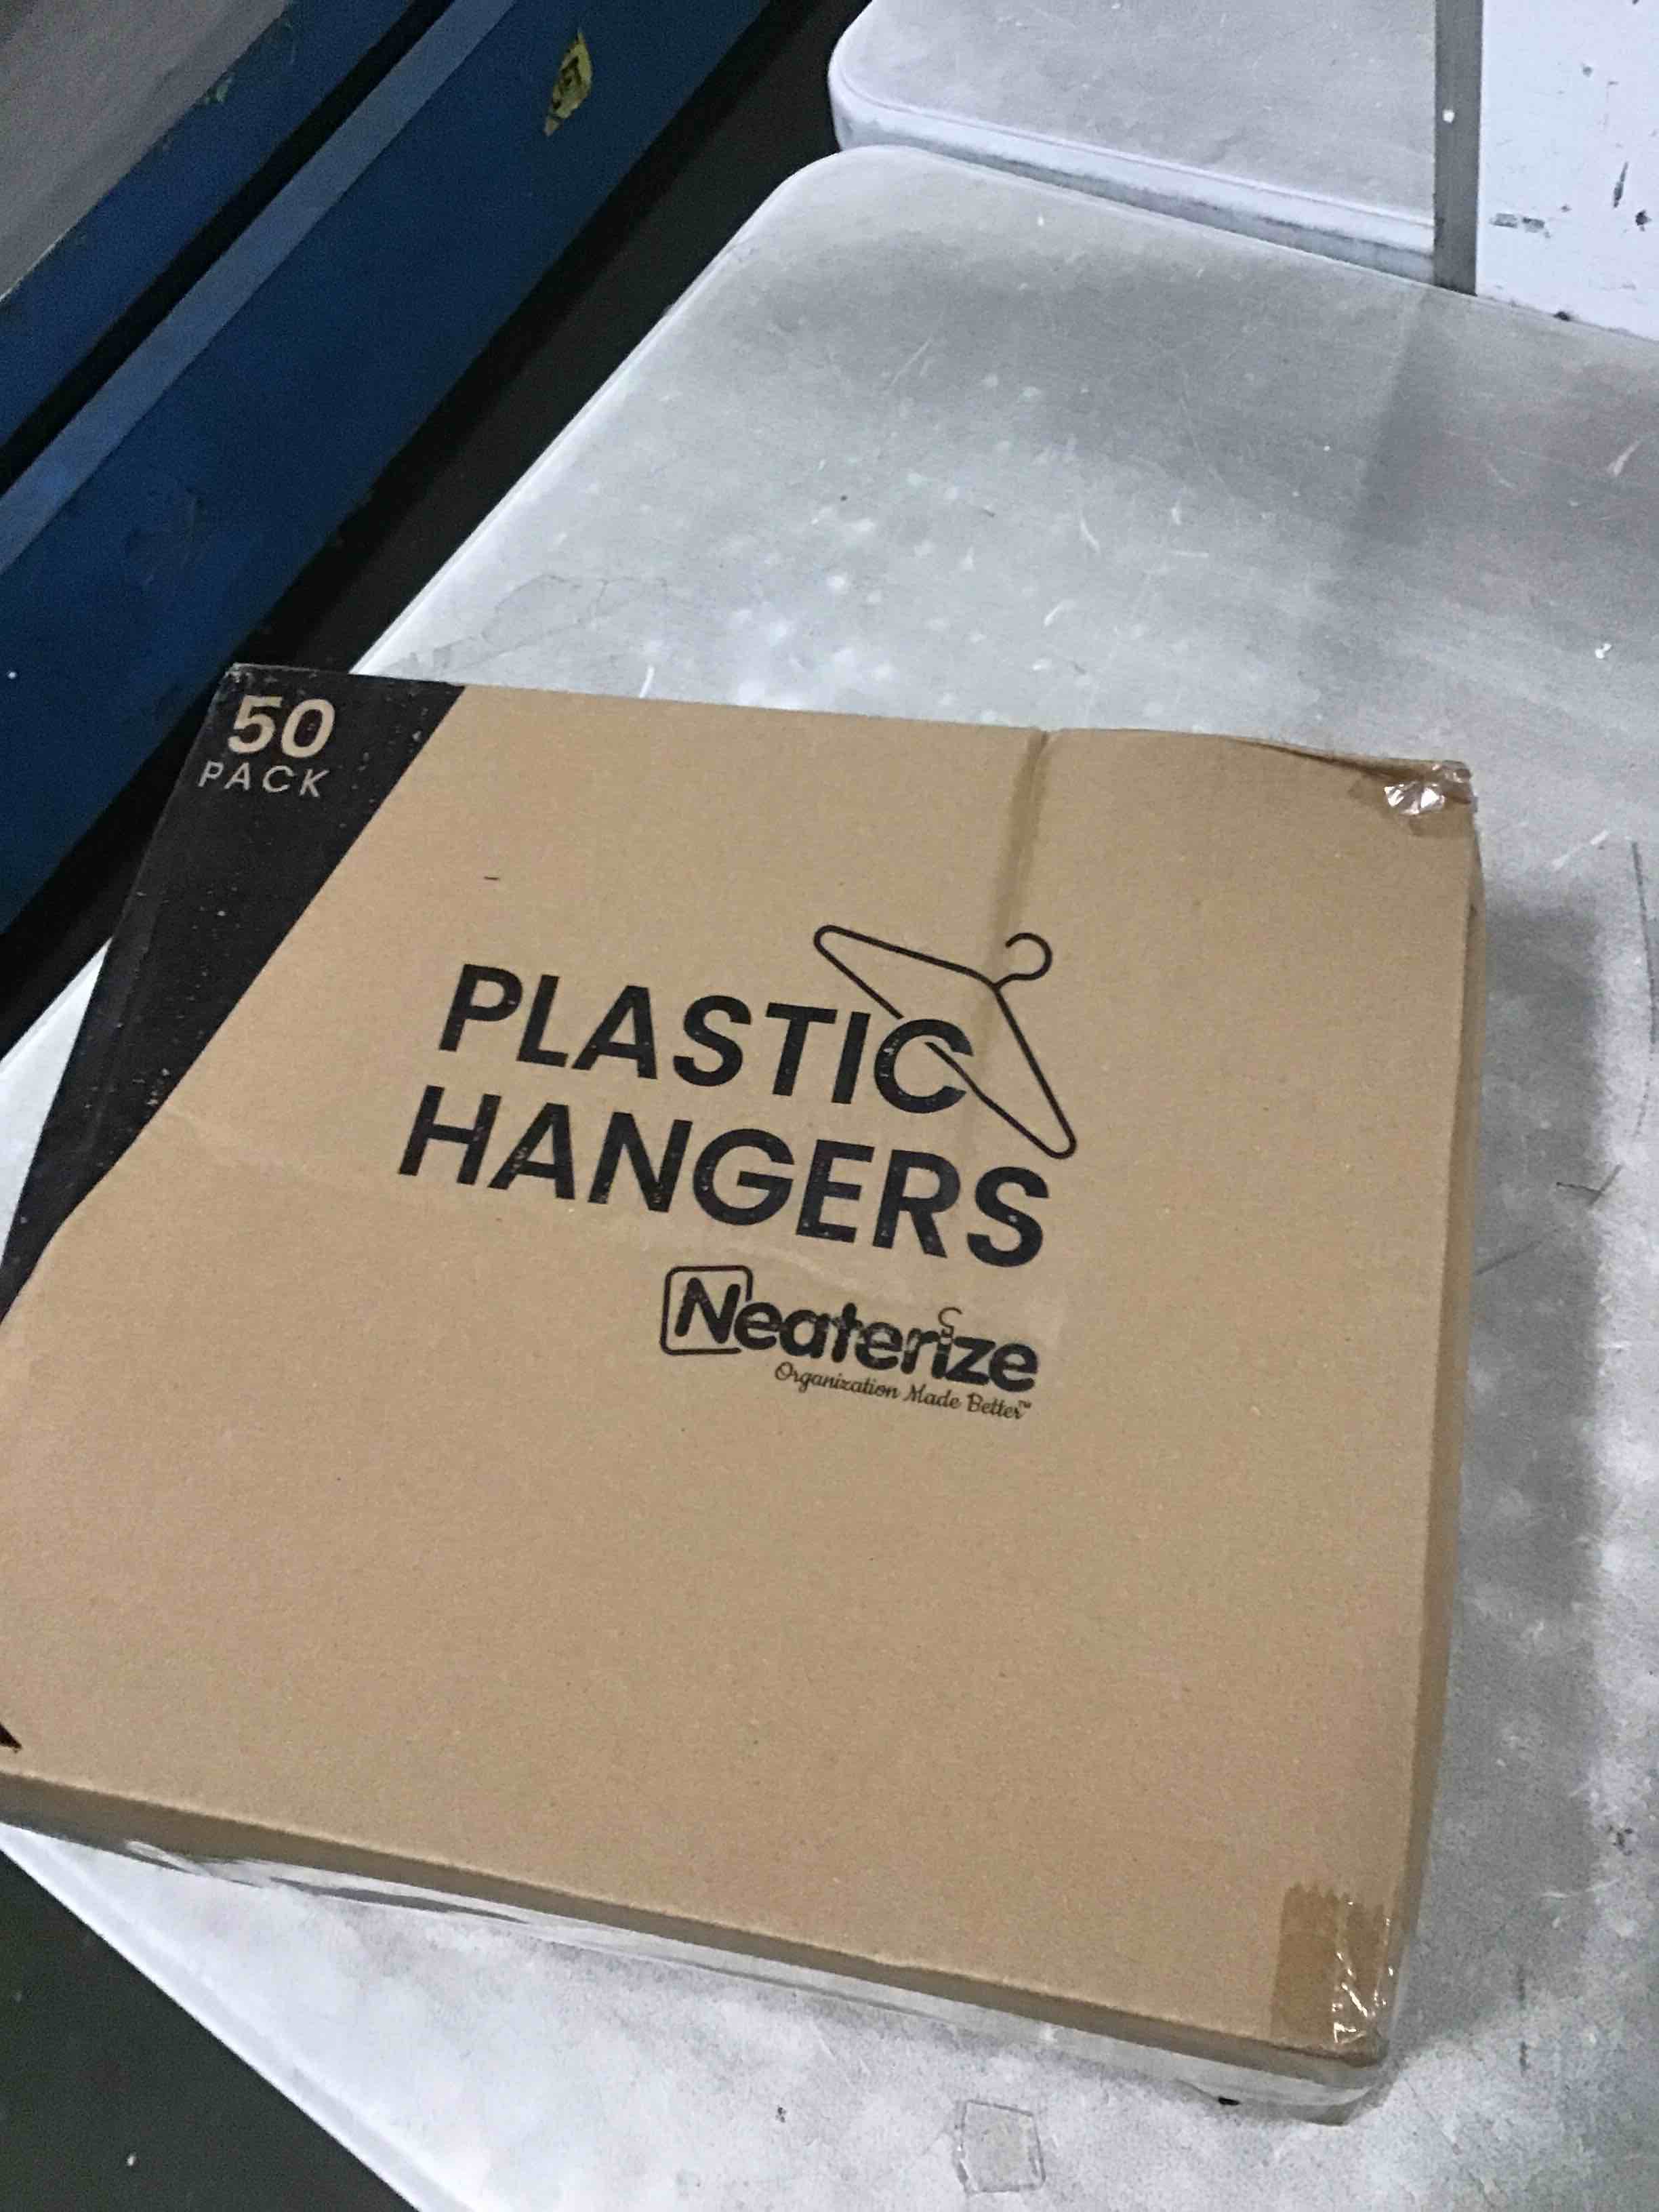 50
PACK
PLASTIC
HANGERS
Neaterize
Organization Made Better™